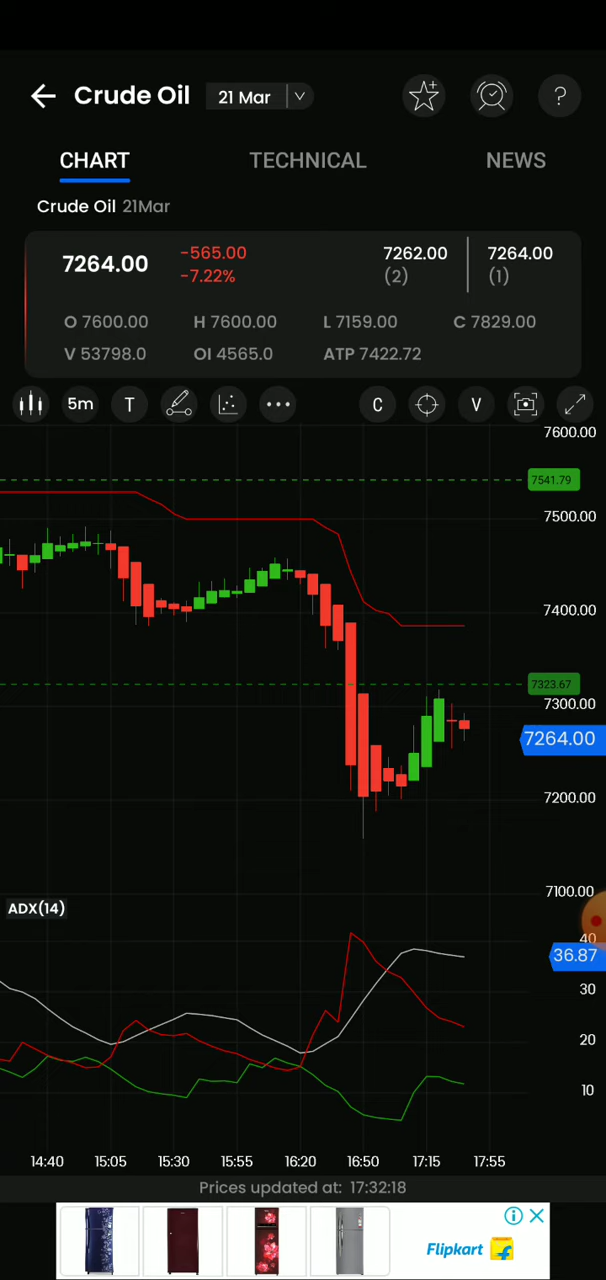 Crude Oil 21 Mar ?
CHART TECHNICAL NEWS
Crude Oil 21Mar
7264.00 -565.00 -7.22% 7262.00 (2) 7264.00 (1)
O 7600.00 H 7600.00 L 7159.00 C 7829.00
V 53798.0 OI 4565.0 ATP 7422.72
5m T C V
7600.00
7541.79
7500.00
7400.00
7323.67
7300.00
7264.00
7200.00
7100.00
ADX(14)
40
36.87
30
20
10
14:40 15:05 15:30 15:55 16:20 16:50 17:15 17:55
Prices updated at: 17:32:18
Flipkart